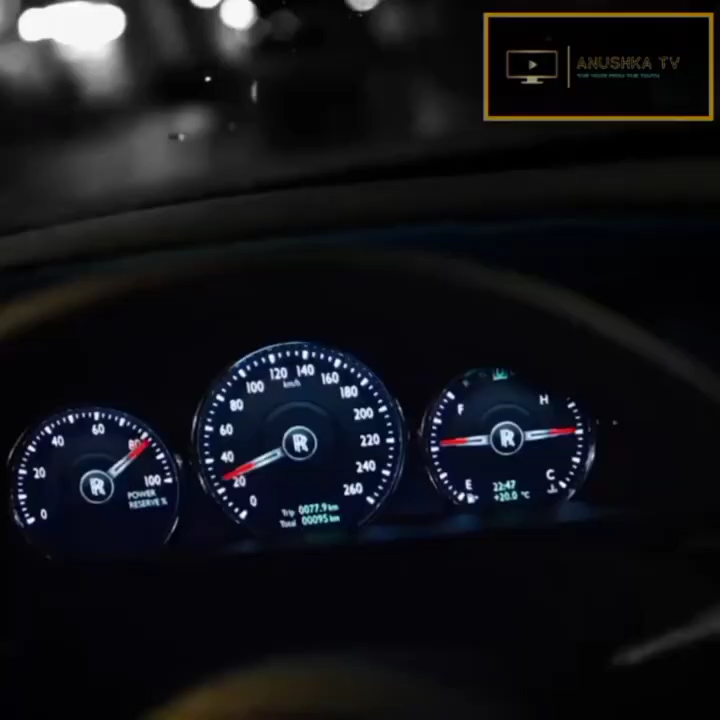 ANUSHKA TV
0
20
40
60
80
100
POWER
RESERVE %
0
20
40
60
80
100
120
140
160
180
200
220
240
260
km/h
Trip 0077.9 km
Total 00095 km
F
H
E
C
22:47
+20.0 °C